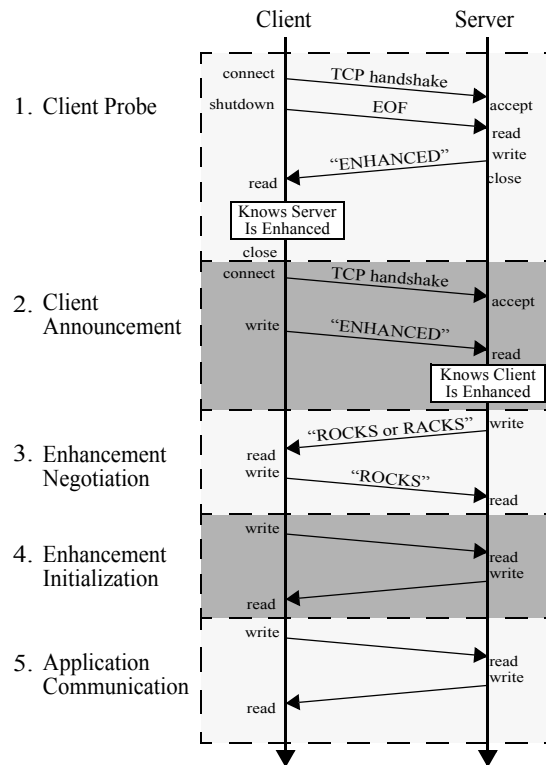 Client Server
1. Client Probe
connect TCP handshake accept
shutdown EOF read
“ENHANCED” write
read close
Knows Server
Is Enhanced
close
2. Client
Announcement
connect TCP handshake accept
write “ENHANCED” read
Knows Client
Is Enhanced
3. Enhancement
Negotiation
“ROCKS or RACKS” write
read
write “ROCKS” read
4. Enhancement
Initialization
write read
write
read
5. Application
Communication
write read
write
read